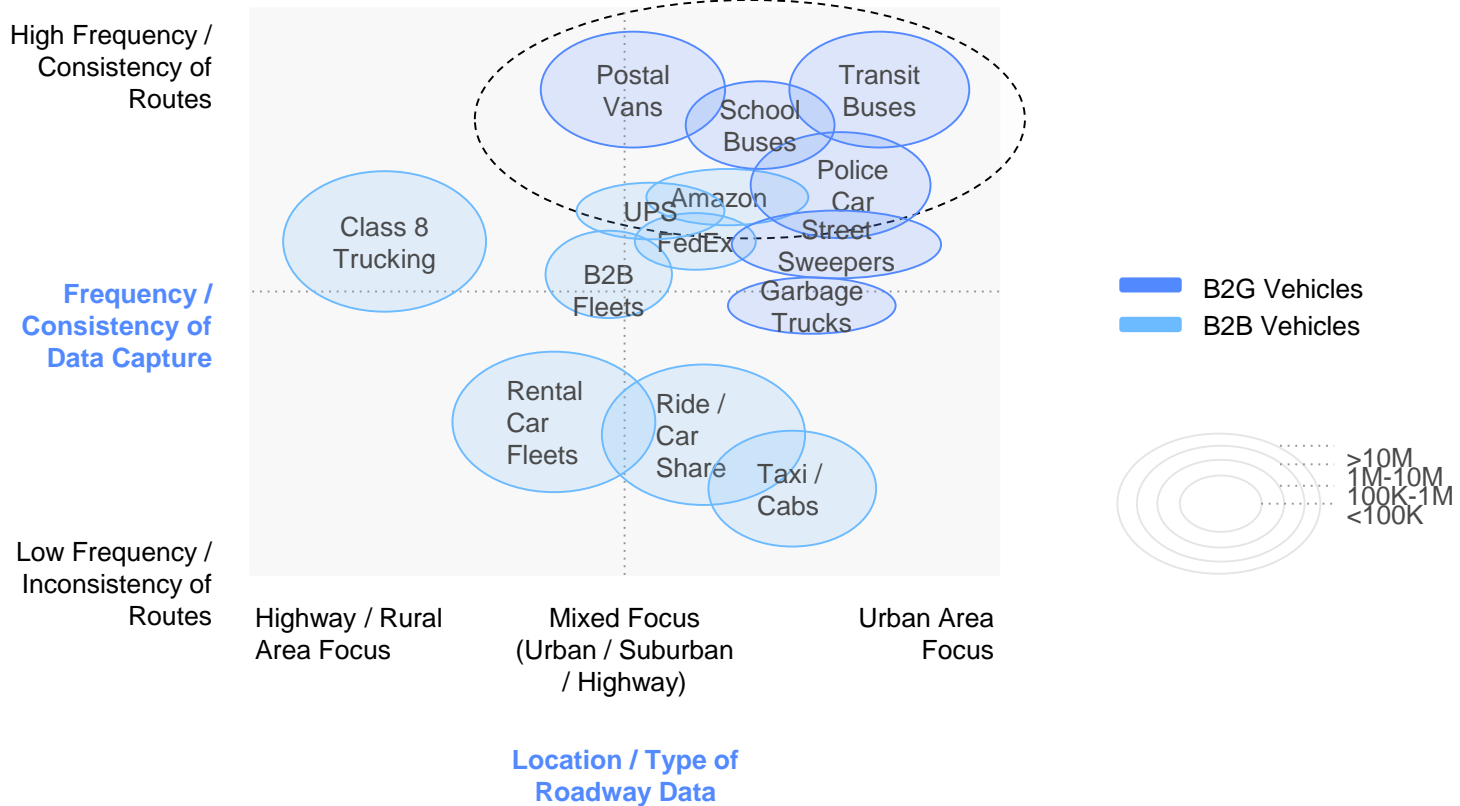 High Frequency /
Consistency of
Routes
Postal
Vans
Transit
Buses
School
Buses
Police
Car
Amazon
UPS
Class 8
Trucking
FedEx
Street
Sweepers
B2B
Fleets
Garbage
Trucks
Frequency /
Consistency of
Data Capture
B2G Vehicles
B2B Vehicles
Rental
Car
Fleets
Ride /
Car
Share
Taxi /
Cabs
>10M
1M-10M
100K-1M
<100K
Low Frequency /
Inconsistency of
Routes
Highway / Rural
Area Focus
Mixed Focus
(Urban / Suburban
/ Highway)
Urban Area
Focus
Location / Type of
Roadway Data